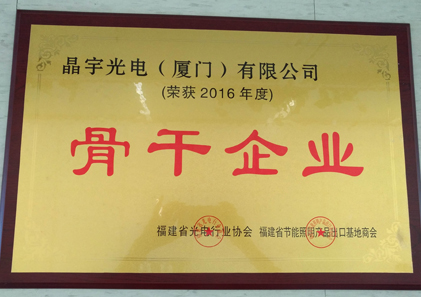 晶宇光电（厦门）有限公司
(荣获 2016 年度)
骨干企业
福建省光电行业协会 福建省节能照明产品出口基地商会